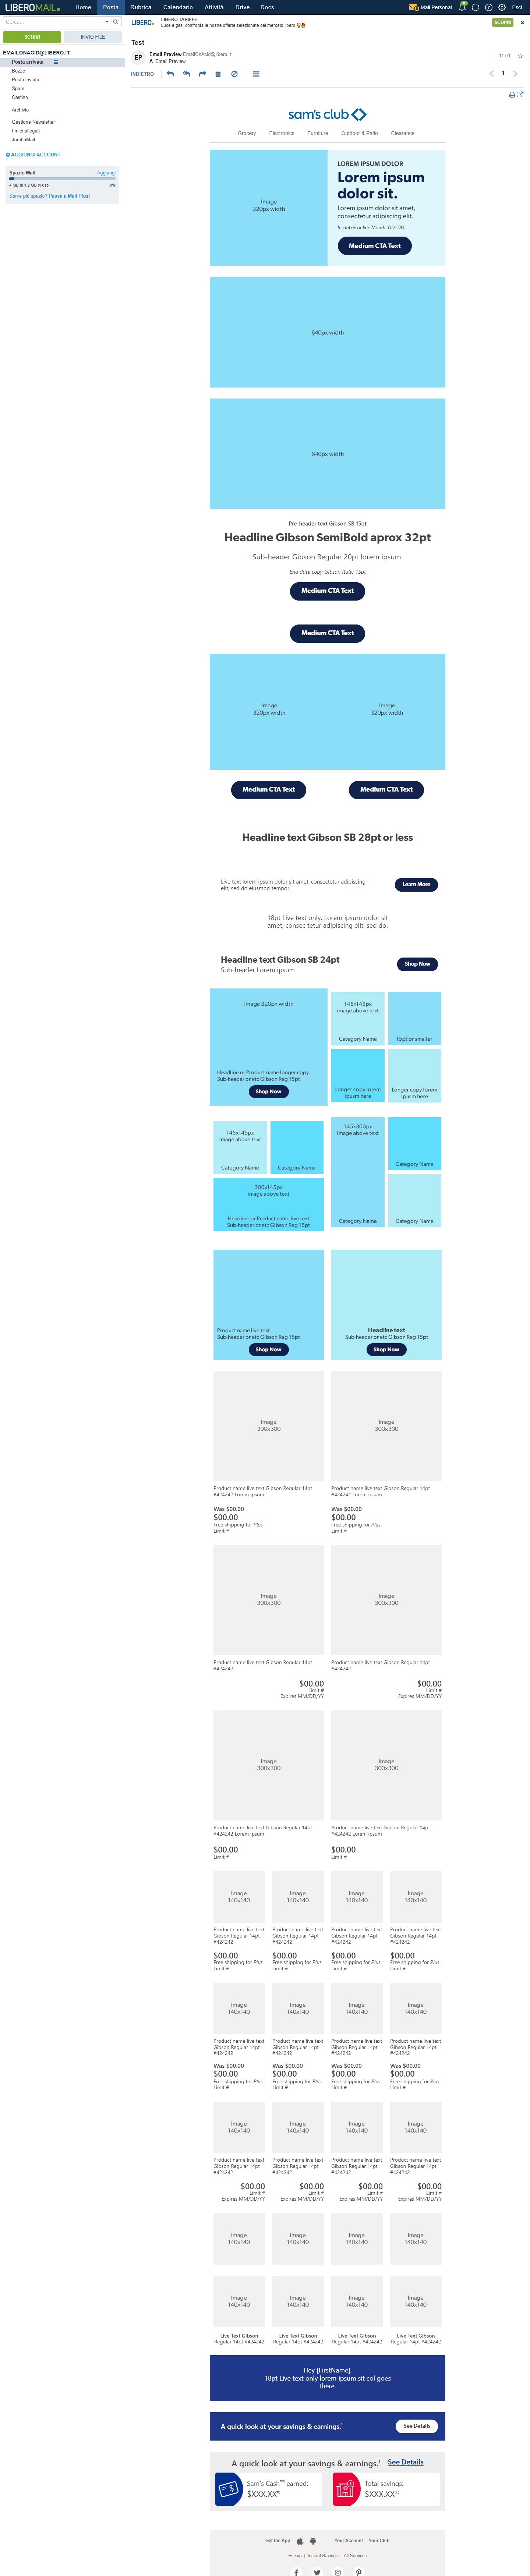 LIBEROMAIL
Home Posta Rubrica Calendario Attività Drive Docs
Mail Personal Esci
Cerca...
SCRIVI INVIO FILE
EMAILONACID@LIBERO.IT
Posta arrivata
Bozze
Posta inviata
Spam
Cestino
Archivio
Gestione Newsletter
I miei allegati
JumboMail
AGGIUNGI ACCOUNT
Spazio Mail Aggiungi
4 MB di 1.2 GB in uso 0%
Serve più spazio? Passa a Mail Plus!
LIBERO
LIBERO TARIFFE
Luce e gas: confronta le nostre offerte selezionate del mercato libero
SCOPRI
Test
EP
Email Preview EmailOnAcid@libero.it
A Email Preview
11:01
INDIETRO
1
sam's club
Grocery Electronics Furniture Outdoor & Patio Clearance
Image
320px width
LOREM IPSUM DOLOR
Lorem ipsum
dolor sit.
Lorem ipsum dolor sit amet,
consectetur adipiscing elit.
In club & online Month. DD–DD.
Medium CTA Text
640px width
640px width
Pre-header text Gibson SB 15pt
Headline Gibson SemiBold aprox 32pt
Sub-header Gibson Regular 20pt lorem ipsum.
End date copy Gibson Italic 15pt
Medium CTA Text
Medium CTA Text
Image
320px width
Image
320px width
Medium CTA Text Medium CTA Text
Headline text Gibson SB 28pt or less
Live text lorem ipsum dolor sit amet, consectetur adipiscing
elit, sed do eiusmod tempor.
Learn More
18pt Live text only. Lorem ipsum dolor sit
amet, consec tetur adipiscing elit, sed do.
Headline text Gibson SB 24pt
Sub-header Lorem ipsum
Shop Now
Image 320px width
Headline or Product name longer copy
Sub-header or etc Gibson Reg 15pt
Shop Now
145x145px
image above text
Category Name
15pt or smaller
Longer copy lorem
ipusm here
Longer copy lorem
ipusm here
145x145px
image above text
Category Name
Category Name
300x145px
image above text
Headline or Product name live text
Sub-header or etc Gibson Reg 15pt
145x300px
image above text
Category Name
Category Name
Category Name
Product name live text
Sub-header or etc Gibson Reg 15pt
Shop Now
Headline text
Sub-header or etc Gibson Reg 15pt
Shop Now
Image
300x300
Image
300x300
Product name live text Gibson Regular 14pt
#424242 Lorem ipsum
Was $00.00
$00.00
Free shipping for Plus
Limit #
Product name live text Gibson Regular 14pt
#424242 Lorem ipsum
Was $00.00
$00.00
Free shipping for Plus
Limit #
Image
300x300
Image
300x300
Product name live text Gibson Regular 14pt
#424242
$00.00
Limit #
Expires MM/DD/YY
Product name live text Gibson Regular 14pt
#424242
$00.00
Limit #
Expires MM/DD/YY
Image
300x300
Image
300x300
Product name live text Gibson Regular 14pt
#424242 Lorem ipsum
$00.00
Limit #
Product name live text Gibson Regular 14pt
#424242 Lorem ipsum
$00.00
Limit #
Image Image Image Image
140x140 140x140 140x140 140x140
Product name live text Product name live text Product name live text Product name live text
Gibson Regular 14pt Gibson Regular 14pt Gibson Regular 14pt Gibson Regular 14pt
#424242 #424242 #424242 #424242
$00.00 $00.00 $00.00 $00.00
Free shipping for Plus Free shipping for Plus Free shipping for Plus Free shipping for Plus
Limit # Limit # Limit # Limit #
Image Image Image Image
140x140 140x140 140x140 140x140
Product name live text Product name live text Product name live text Product name live text
Gibson Regular 14pt Gibson Regular 14pt Gibson Regular 14pt Gibson Regular 14pt
#424242 #424242 #424242 #424242
Was $00.00 Was $00.00 Was $00.00 Was $00.00
$00.00 $00.00 $00.00 $00.00
Free shipping for Plus Free shipping for Plus Free shipping for Plus Free shipping for Plus
Limit # Limit # Limit # Limit #
Image Image Image Image
140x140 140x140 140x140 140x140
Product name live text Product name live text Product name live text Product name live text
Gibson Regular 14pt Gibson Regular 14pt Gibson Regular 14pt Gibson Regular 14pt
#424242 #424242 #424242 #424242
$00.00 $00.00 $00.00 $00.00
Limit # Limit # Limit # Limit #
Expires MM/DD/YY Expires MM/DD/YY Expires MM/DD/YY Expires MM/DD/YY
Image Image Image Image
140x140 140x140 140x140 140x140
Image Image Image Image
140x140 140x140 140x140 140x140
Live Text Gibson Live Text Gibson Live Text Gibson Live Text Gibson
Regular 14pt #424242 Regular 14pt #424242 Regular 14pt #424242 Regular 14pt #424242
Hey [FirstName],
18pt Live text only lorem ipsum sit col goes
there.
A quick look at your savings & earnings.¹
See Details
A quick look at your savings & earnings.¹ See Details
Sam's Cash earned:
$XXX.XX
Total savings:
$XXX.XX
Get the App Your Account Your Club
Pickup | Instant Savings | All Services